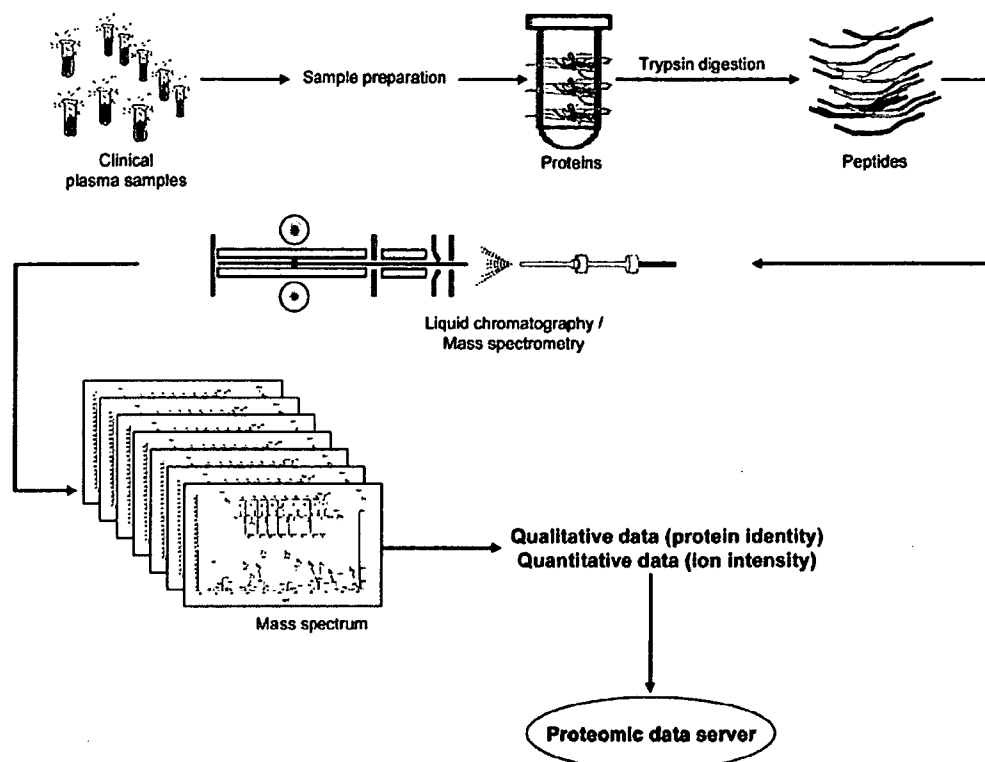 Sample preparation
Trypsin digestion
Clinical
plasma samples
Proteins
Peptides
Liquid chromatography /
Mass spectrometry
Mass spectrum
Qualitative data (protein identity)
Quantitative data (ion intensity)
Proteomic data server